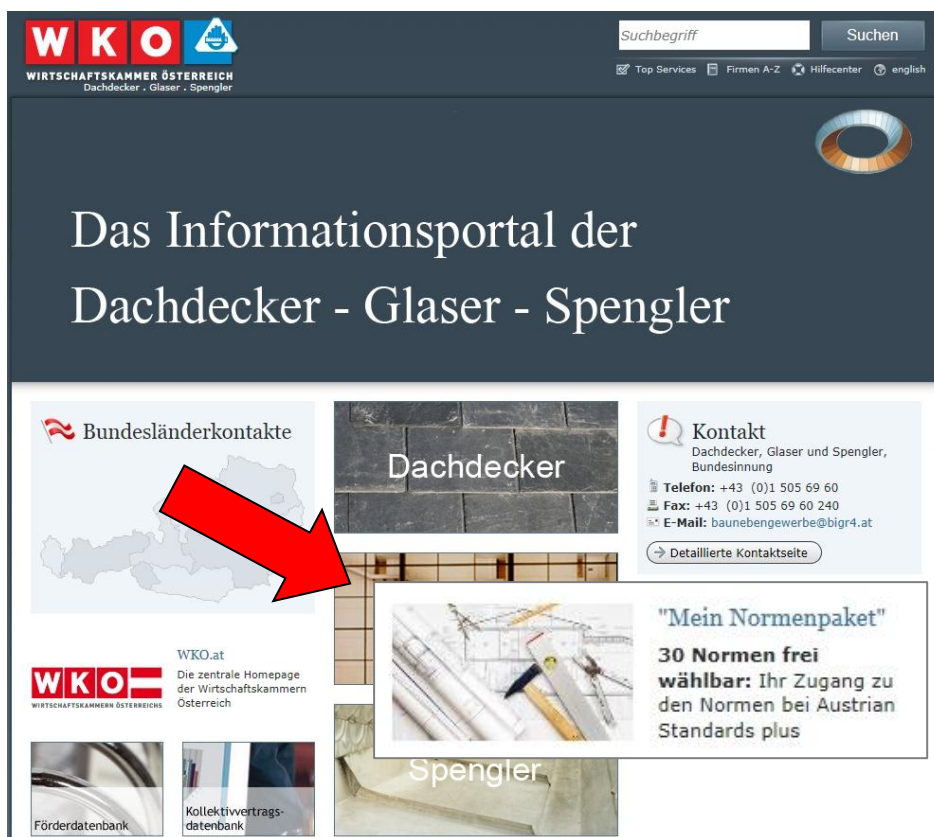 WKO
WIRTSCHAFTSKAMMER ÖSTERREICH
Dachdecker . Glaser . Spengler
Suchbegriff
Suchen
Top Services
Firmen A-Z
Hilfecenter
english
Das Informationsportal der
Dachdecker - Glaser - Spengler
Bundesländerkontakte
Dachdecker
Kontakt
Dachdecker, Glaser und Spengler,
Bundesinnung
Telefon: +43 (0)1 505 69 60
Fax: +43 (0)1 505 69 60 240
E-Mail: baunebengewerbe@bigr4.at
Detaillierte Kontaktseite
"Mein Normenpaket"
30 Normen frei
wählbar: Ihr Zugang zu
den Normen bei Austrian
Standards plus
WKO
WIRTSCHAFTSKAMMERN ÖSTERREICHS
WKO.at
Die zentrale Homepage
der Wirtschaftskammern
Österreich
Spengler
Förderdatenbank
Kollektivvertrags-
datenbank